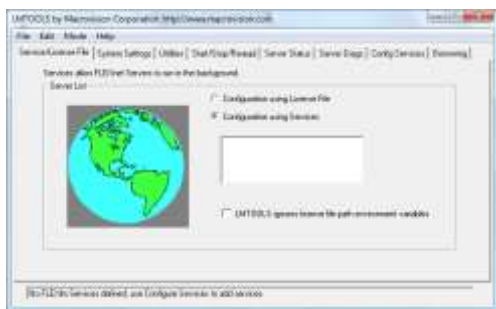 LMTOOLS by Macrovision Corporation http://www.macrovision.com
File Edit Mode Help
Service/License File | System Settings | Utilities | Start/Stop/Reread | Server Status | Server Diags | Config Services | Borrowing
Services allow FLEXnet Servers to run in the background.
Server List
Configuration using License File
Configuration using Services
LMTOOLS ignores license file path environment variables
No FLEXnet Services defined, use Configure Services to add services